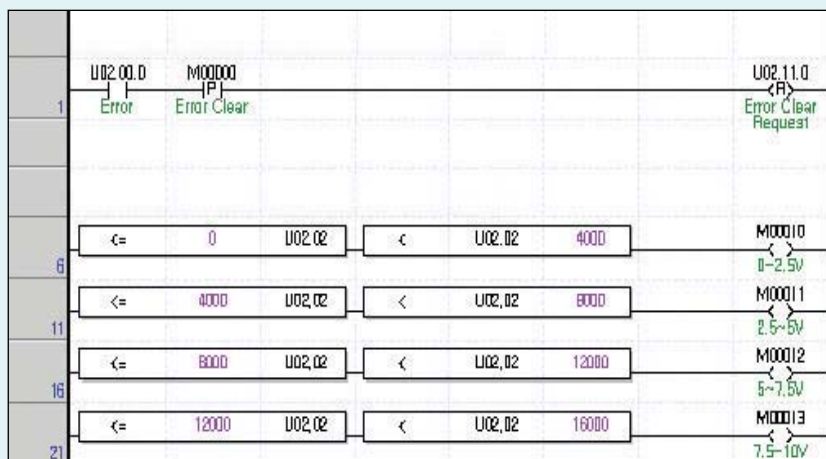 U02.00.0 M00000 U02.11.0
P R
1 Error Error Clear Error Clear
Request
<= 0 U02.02 < U02.02 4000 M00010
6 0~2.5V
<= 4000 U02.02 < U02.02 8000 M00011
11 2.5~5V
<= 8000 U02.02 < U02.02 12000 M00012
16 5~7.5V
<= 12000 U02.02 < U02.02 16000 M00013
21 7.5~10V